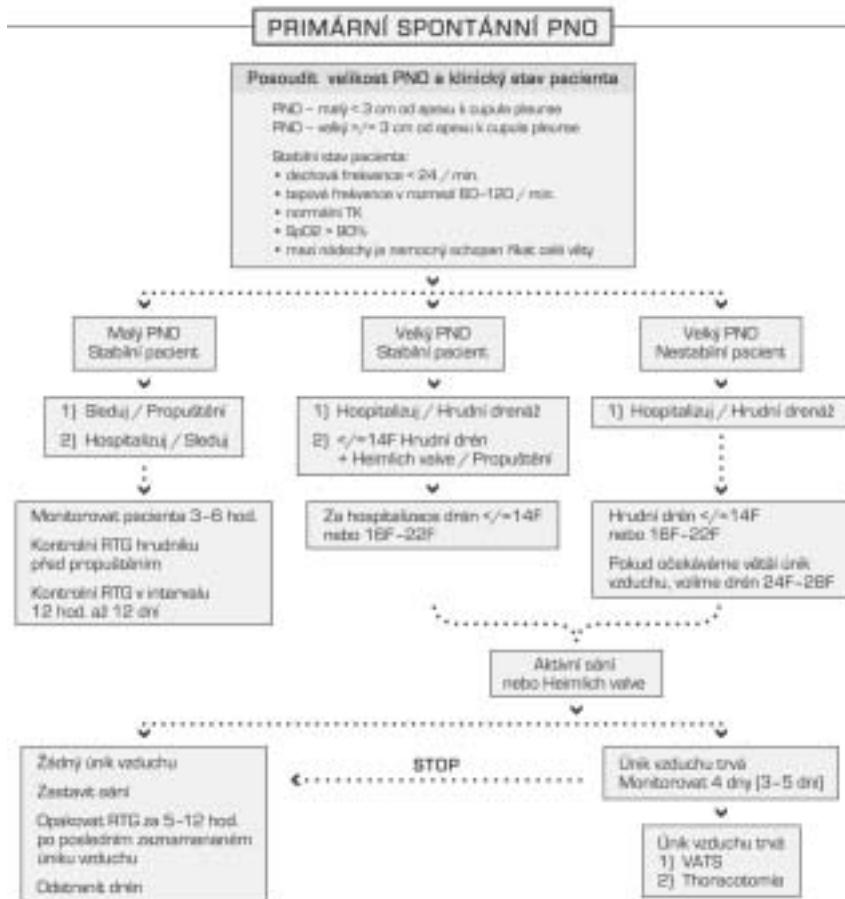 PRIMÁRNÍ SPONTÁNNÍ PNO
Posoudit velikost PNO a klinický stav pacienta
PNO – malý < 3 cm od apexu k cupula pleurae
PNO – velký >/= 3 cm od apexu k cupula pleurae
Stabilní stav pacienta:
• dechová frekvence < 24 / min.
• tepová frekvence v rozmezí 60–120 / min.
• normální TK
• SpO2 > 90%
• mezi nádechy je nemocný schopen říkat celé věty
Malý PNO
Stabilní pacient
Velký PNO
Stabilní pacient
Velký PNO
Nestabilní pacient
1) Sleduj / Propuštění
2) Hospitalizuj / Sleduj
1) Hospitalizuj / Hrudní drenáž
2) </=14F Hrudní drén
+ Heimlich valve / Propuštění
1) Hospitalizuj / Hrudní drenáž
Monitorovat pacienta 3–6 hod.
Kontrolní RTG hrudníku
před propuštěním
Kontrolní RTG v intervalu
12 hod. až 12 dní
Za hospitalizace drén </=14F
nebo 16F–22F
Hrudní drén </=14F
nebo 16F–22F
Pokud očekáváme větší únik
vzduchu, volíme drén 24F–28F
Aktivní sání
nebo Heimlich valve
Žádný únik vzduchu
Zastavit sání
Opakovat RTG za 5–12 hod.
po posledním zaznamenaném
úniku vzduchu
Odstranit drén
STOP
Únik vzduchu trvá
Monitorovat 4 dny (3–5 dní)
Únik vzduchu trvá
1) VATS
2) Thoracotomie